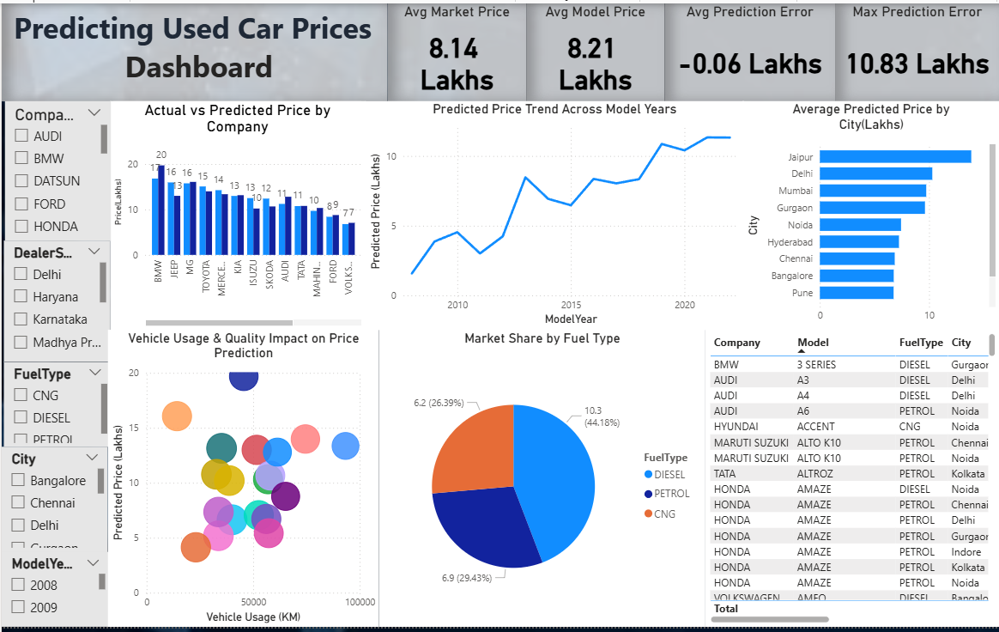 Predicting Used Car Prices
Dashboard
Avg Market Price
8.14
Lakhs
Avg Model Price
8.21
Lakhs
Avg Prediction Error
-0.06 Lakhs
Max Prediction Error
10.83 Lakhs
Compa...
AUDI
BMW
DATSUN
FORD
HONDA
DealerS...
Delhi
Haryana
Karnataka
Madhya Pr...
FuelType
CNG
DIESEL
PETROL
City
Bangalore
Chennai
Delhi
Gurgaon
ModelYe...
2008
2009
Actual vs Predicted Price by
Company
Price(Lakhs)
20
10
0
17 20 16 13 16 15 14 13 13 10 12 11 11 10 8 9 7 7
BMW
JEEP
MG
TOYOTA
MERCE...
KIA
ISUZU
SKODA
AUDI
TATA
MAHIN...
FORD
VOLKS...
Predicted Price Trend Across Model Years
Predicted Price (Lakhs)
10
5
0
2010 2015 2020
ModelYear
Average Predicted Price by
City(Lakhs)
City
Jaipur
Delhi
Mumbai
Gurgaon
Noida
Hyderabad
Chennai
Bangalore
Pune
0 10
Vehicle Usage & Quality Impact on Price
Prediction
Predicted Price (Lakhs)
20
15
10
5
0
0 50000 100000
Vehicle Usage (KM)
Market Share by Fuel Type
6.2 (26.39%)
10.3
(44.18%)
6.9 (29.43%)
FuelType
DIESEL
PETROL
CNG
Company Model FuelType City
BMW 3 SERIES DIESEL Gurgaor
AUDI A3 DIESEL Delhi
AUDI A4 DIESEL Delhi
AUDI A6 PETROL Noida
HYUNDAI ACCENT CNG Noida
MARUTI SUZUKI ALTO K10 PETROL Chennai
MARUTI SUZUKI ALTO K10 PETROL Noida
TATA ALTROZ PETROL Kolkata
HONDA AMAZE DIESEL Noida
HONDA AMAZE PETROL Chennai
HONDA AMAZE PETROL Delhi
HONDA AMAZE PETROL Gurgaor
HONDA AMAZE PETROL Indore
HONDA AMAZE PETROL Kolkata
HONDA AMAZE PETROL Noida
VOLKSWAGEN AMEO DIESEL Bangalo
Total